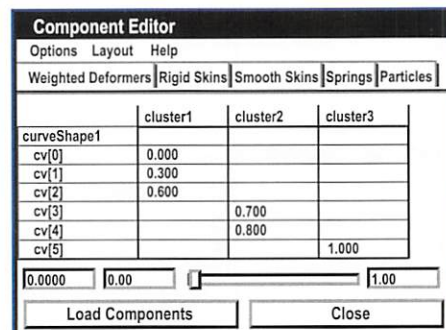 Component Editor
Options Layout Help
Weighted Deformers Rigid Skins Smooth Skins Springs Particles
cluster1 cluster2 cluster3
curveShape1
cv[0] 0.000
cv[1] 0.300
cv[2] 0.600
cv[3] 0.700
cv[4] 0.800
cv[5] 1.000
0.0000 0.00 1.00
Load Components Close